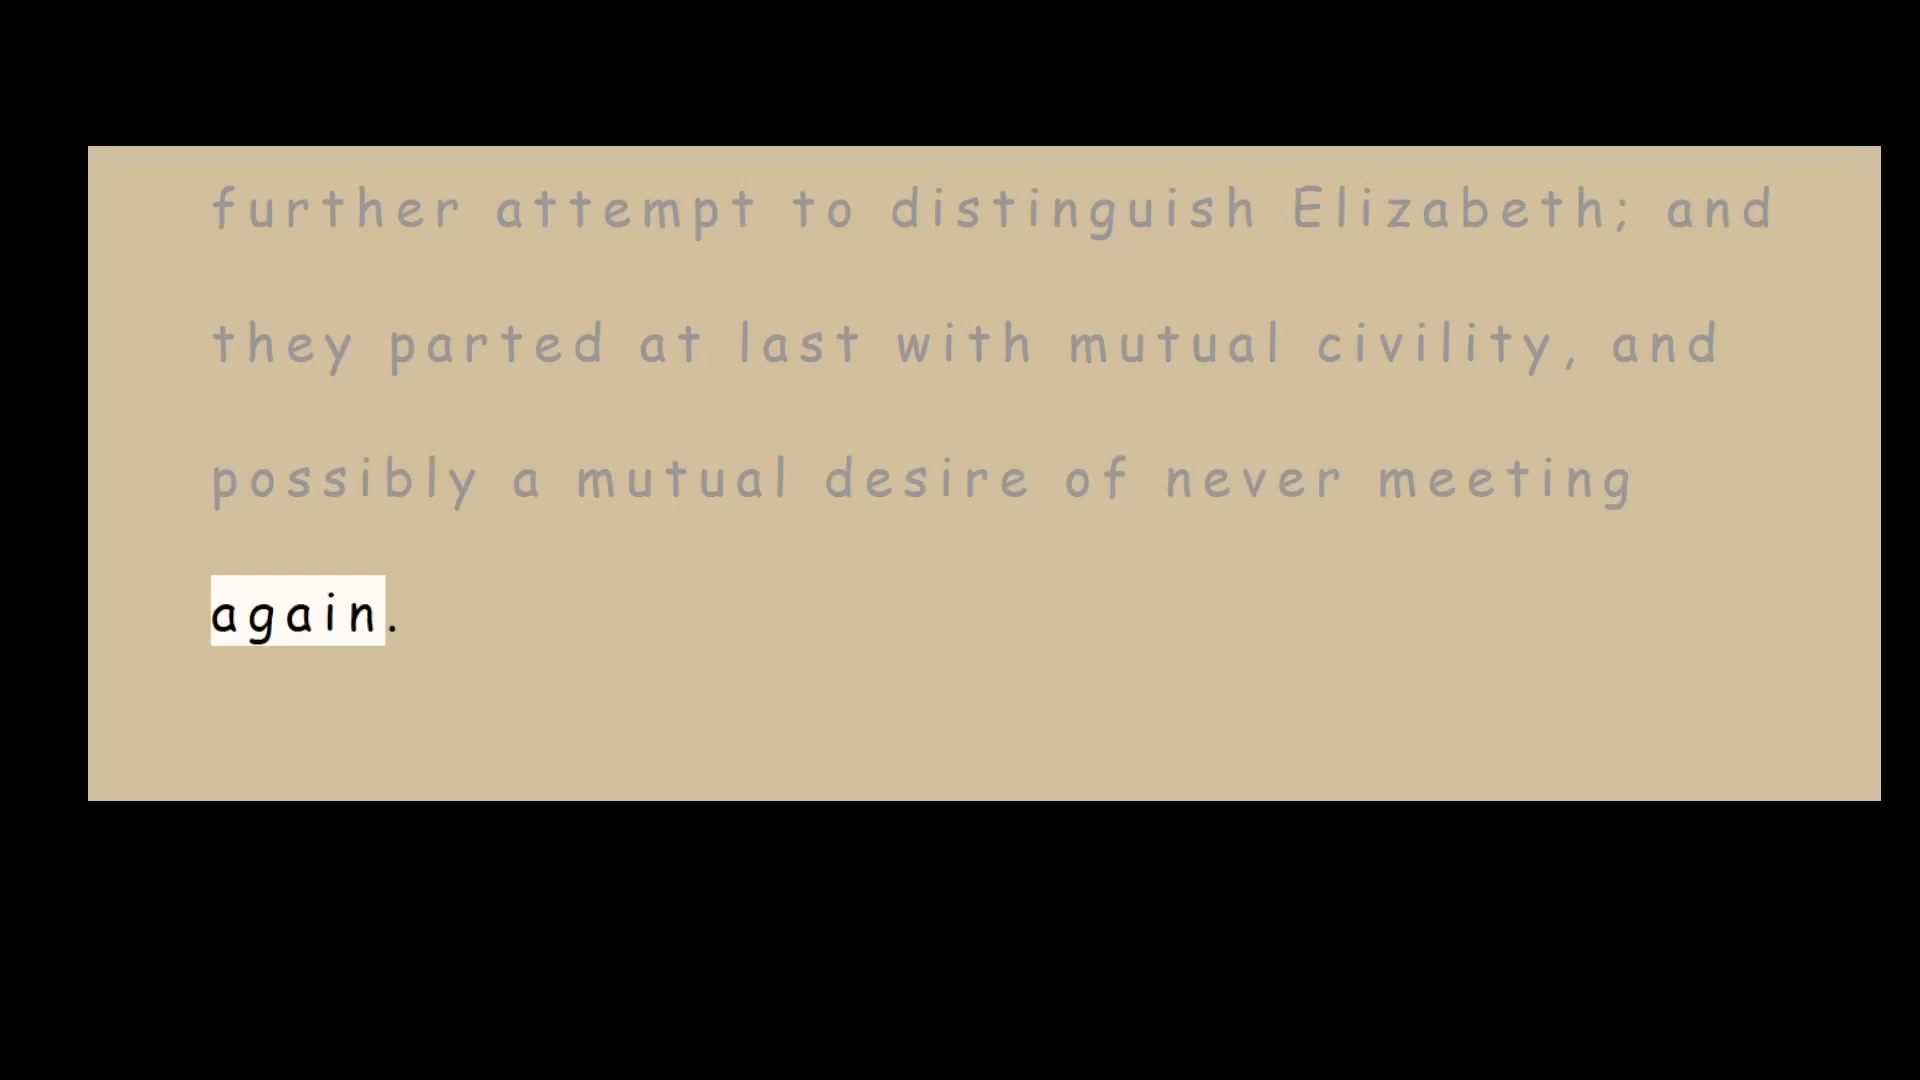 further attempt to distinguish Elizabeth; and
they parted at last with mutual civility, and
possibly a mutual desire of never meeting
again.